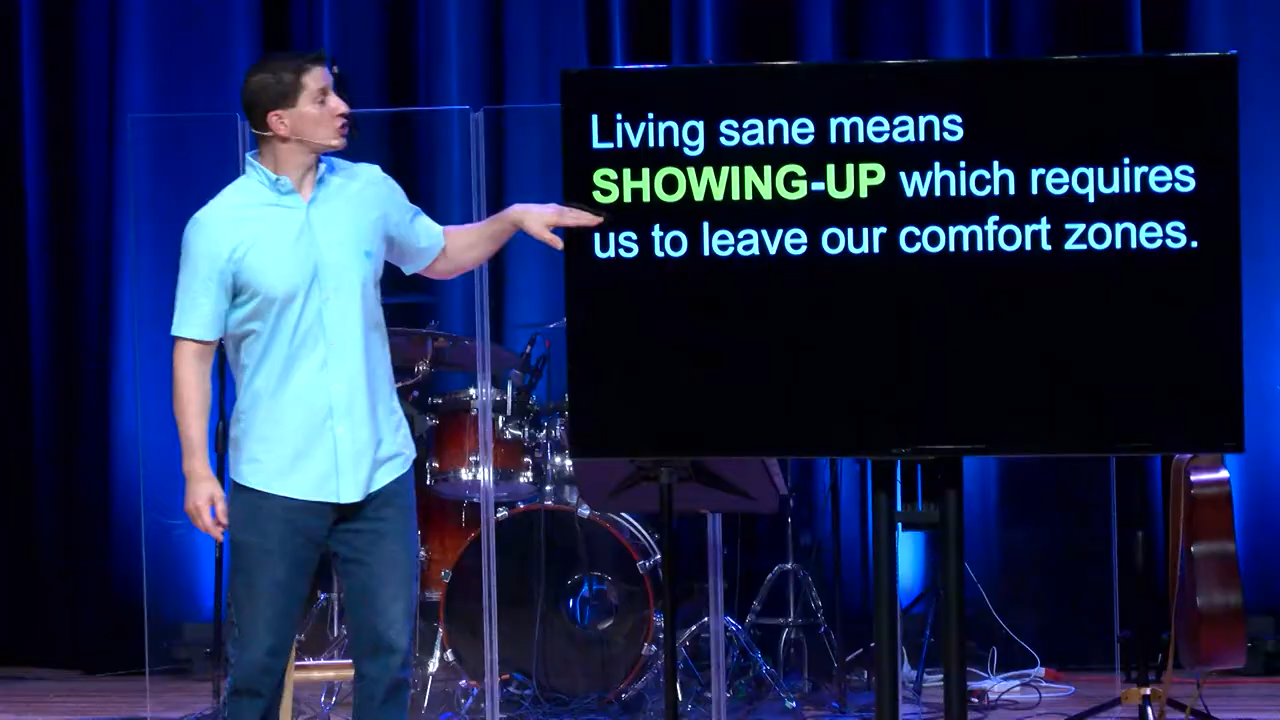 Living sane means
SHOWING-UP which requires
us to leave our comfort zones.